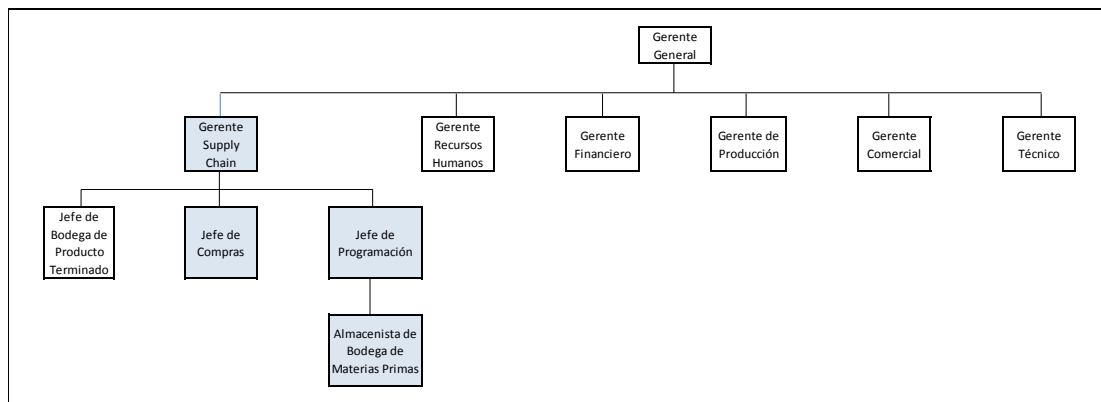 Gerente
General
Gerente
Supply
Chain
Gerente
Recursos
Humanos
Gerente
Financiero
Gerente de
Producción
Gerente
Comercial
Gerente
Técnico
Jefe de
Bodega de
Producto
Terminado
Jefe de
Compras
Jefe de
Programación
Almacenista de
Bodega de
Materias Primas